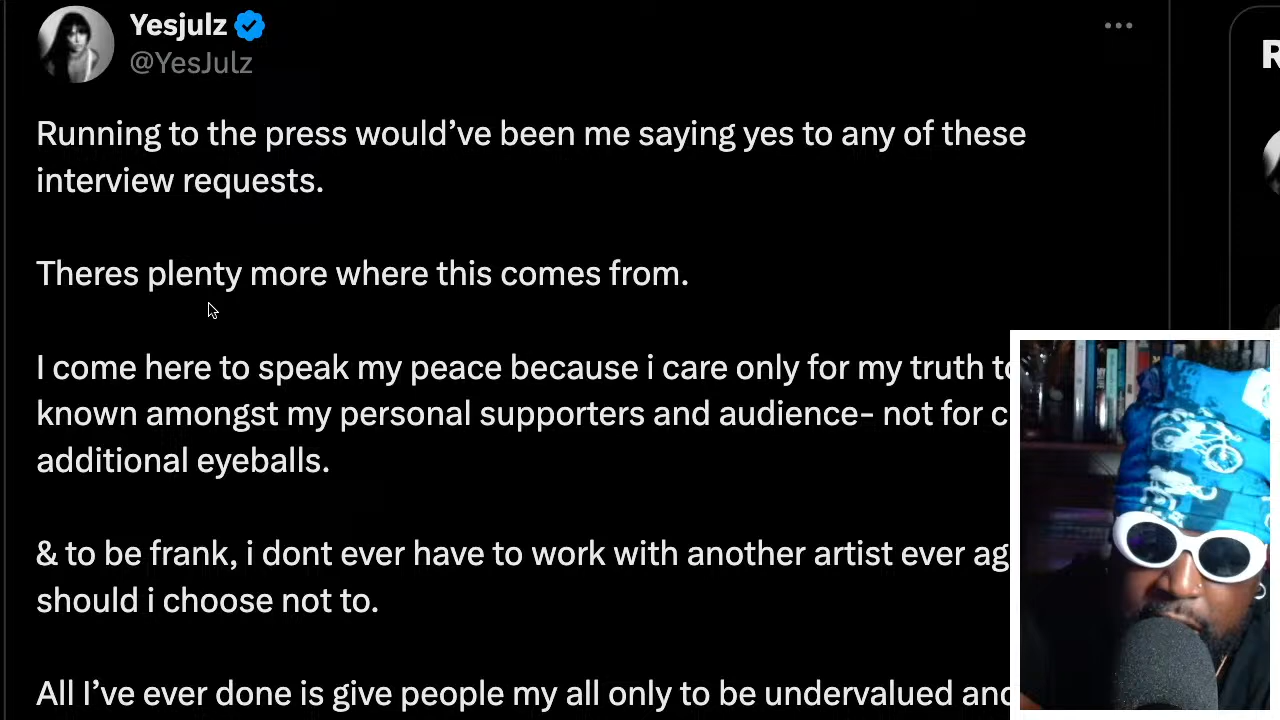 Yesjulz
@YesJulz
Running to the press would’ve been me saying yes to any of these
interview requests.
Theres plenty more where this comes from.
I come here to speak my peace because i care only for my truth
known amongst my personal supporters and audience- not for
additional eyeballs.
& to be frank, i dont ever have to work with another artist ever
should i choose not to.
All I’ve ever done is give people my all only to be undervalued and
R